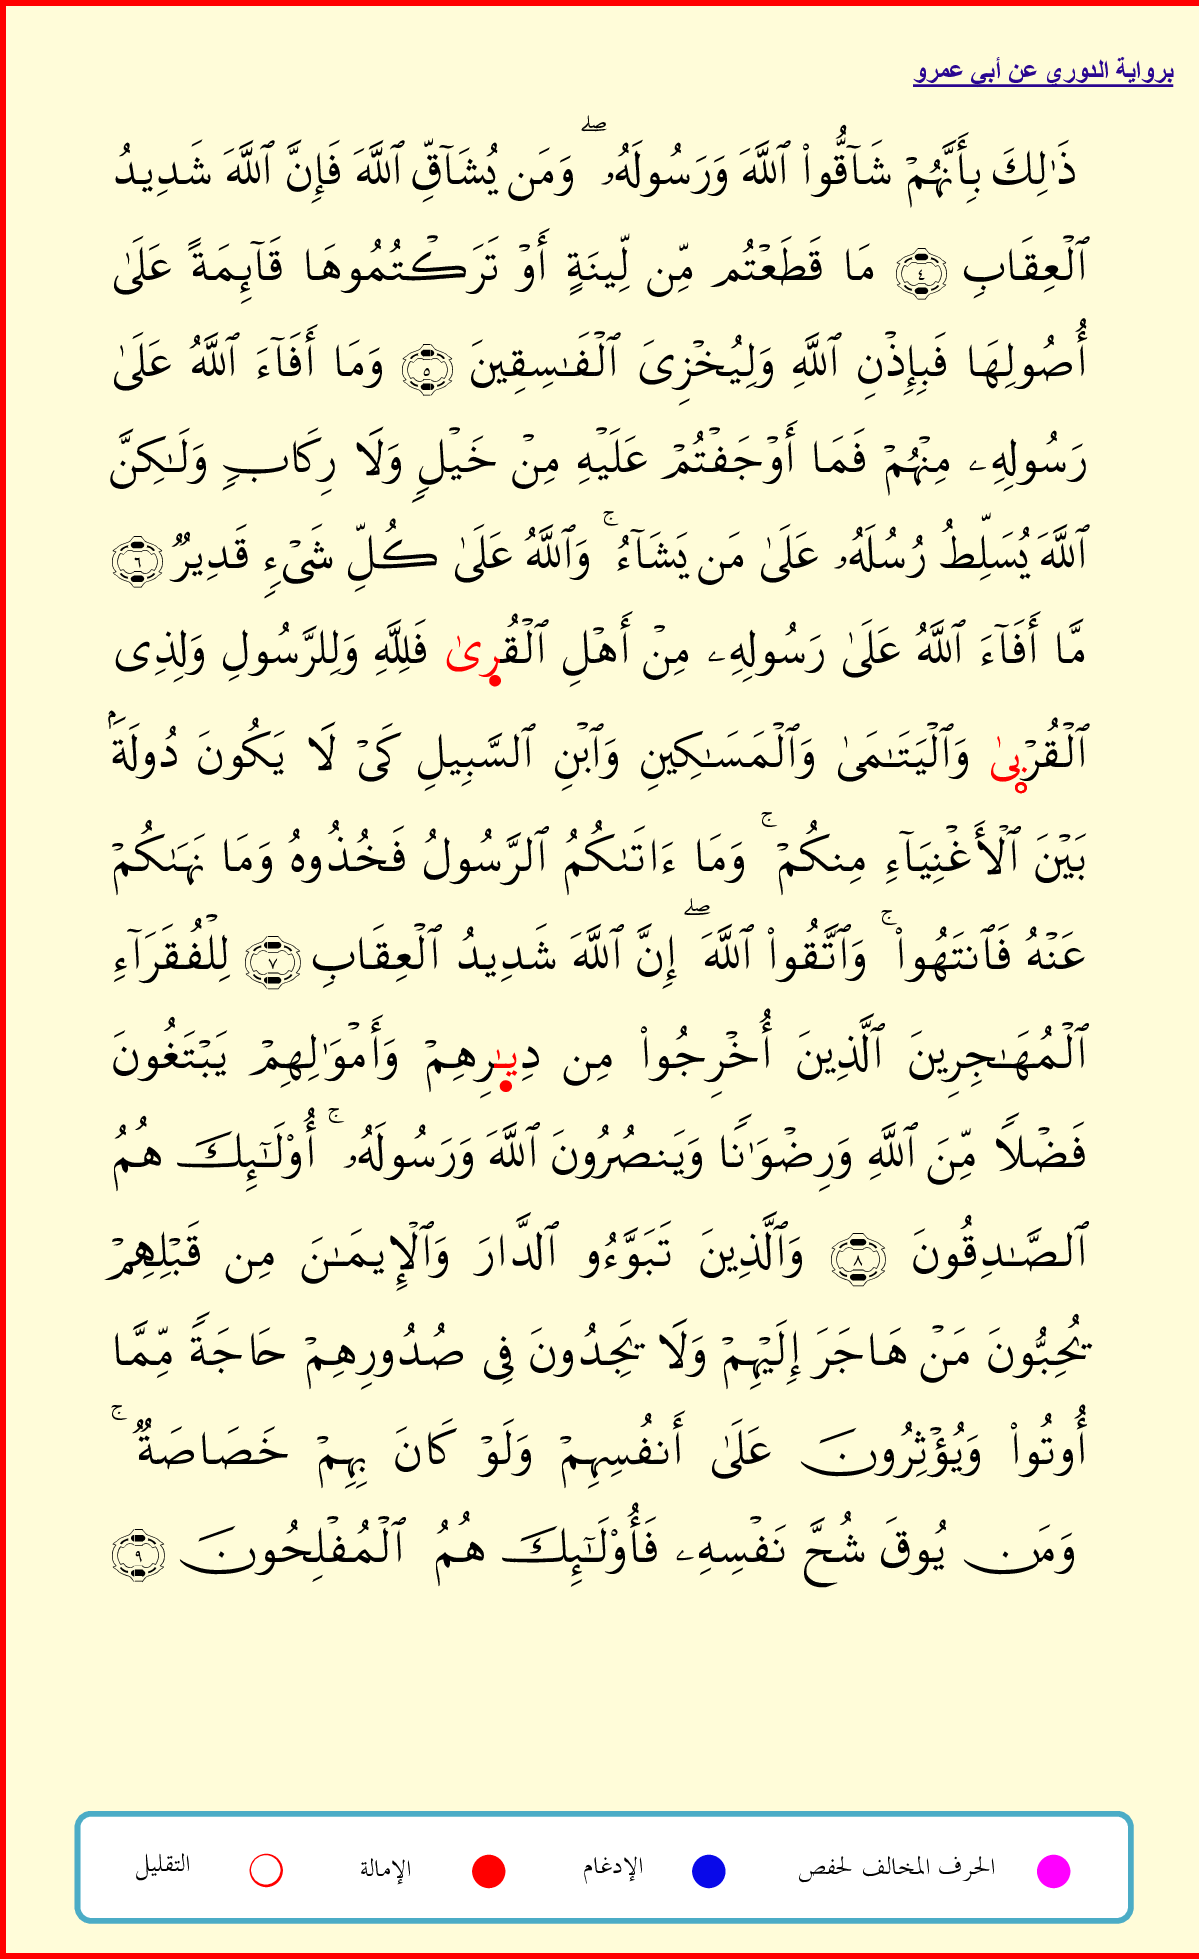 برواية الدوري عن أبي عمرو
ذَٰلِكَ بِأَنَّهُمۡ شَآقُّواْ ٱللَّهَ وَرَسُولَهُۥۖ وَمَن يُشَآقِّ ٱللَّهَ فَإِنَّ ٱللَّهَ شَدِيدُ
ٱلۡعِقَابِ ٤ مَا قَطَعۡتُم مِّن لِّينَةٍ أَوۡ تَرَكۡتُمُوهَا قَآئِمَةً عَلَىٰ
أُصُولِهَا فَبِإِذۡنِ ٱللَّهِ وَلِيُخۡزِيَ ٱلۡفَٰسِقِينَ ٥ وَمَا أَفَآءَ ٱللَّهُ عَلَىٰ
رَسُولِهِۦ مِنۡهُمۡ فَمَا أَوۡجَفۡتُمۡ عَلَيۡهِ مِنۡ خَيۡلٖ وَلَا رِكَابٖ وَلَٰكِنَّ
ٱللَّهَ يُسَلِّطُ رُسُلَهُۥ عَلَىٰ مَن يَشَآءُۚ وَٱللَّهُ عَلَىٰ كُلِّ شَيۡءٖ قَدِيرٞ ٦
مَّا أَفَآءَ ٱللَّهُ عَلَىٰ رَسُولِهِۦ مِنۡ أَهۡلِ ٱلۡقُرىٰ فَلِلَّهِ وَلِلرَّسُولِ وَلِذِي
ٱلۡقُرۡبىٰ وَٱلۡيَتَٰمَىٰ وَٱلۡمَسَٰكِينِ وَٱبۡنِ ٱلسَّبِيلِ كَيۡ لَا يَكُونَ دُولَةَۢ
بَيۡنَ ٱلۡأَغۡنِيَآءِ مِنكُمۡۚ وَمَا ءَاتَىٰكُمُ ٱلرَّسُولُ فَخُذُوهُ وَمَا نَهَىٰكُمۡ
عَنۡهُ فَٱنتَهُواْۚ وَٱتَّقُواْ ٱللَّهَۖ إِنَّ ٱللَّهَ شَدِيدُ ٱلۡعِقَابِ ٧ لِلۡفُقَرَآءِ
ٱلۡمُهَٰجِرِينَ ٱلَّذِينَ أُخۡرِجُواْ مِن دِيٰرِهِمۡ وَأَمۡوَٰلِهِمۡ يَبۡتَغُونَ
فَضۡلٗا مِّنَ ٱللَّهِ وَرِضۡوَٰنٗا وَيَنصُرُونَ ٱللَّهَ وَرَسُولَهُۥۚ أُوْلَٰٓئِكَ هُمُ
ٱلصَّٰدِقُونَ ٨ وَٱلَّذِينَ تَبَوَّءُو ٱلدَّارَ وَٱلۡإِيمَٰنَ مِن قَبۡلِهِمۡ
يُحِبُّونَ مَنۡ هَاجَرَ إِلَيۡهِمۡ وَلَا يَجِدُونَ فِي صُدُورِهِمۡ حَاجَةٗ مِّمَّا
أُوتُواْ وَيُؤۡثِرُونَ عَلَىٰ أَنفُسِهِمۡ وَلَوۡ كَانَ بِهِمۡ خَصَاصَةٞۚ
وَمَن يُوقَ شُحَّ نَفۡسِهِۦ فَأُوْلَٰٓئِكَ هُمُ ٱلۡمُفۡلِحُونَ ٩
الحرف المخالف لحفص الإدغام الإمالة التقليل